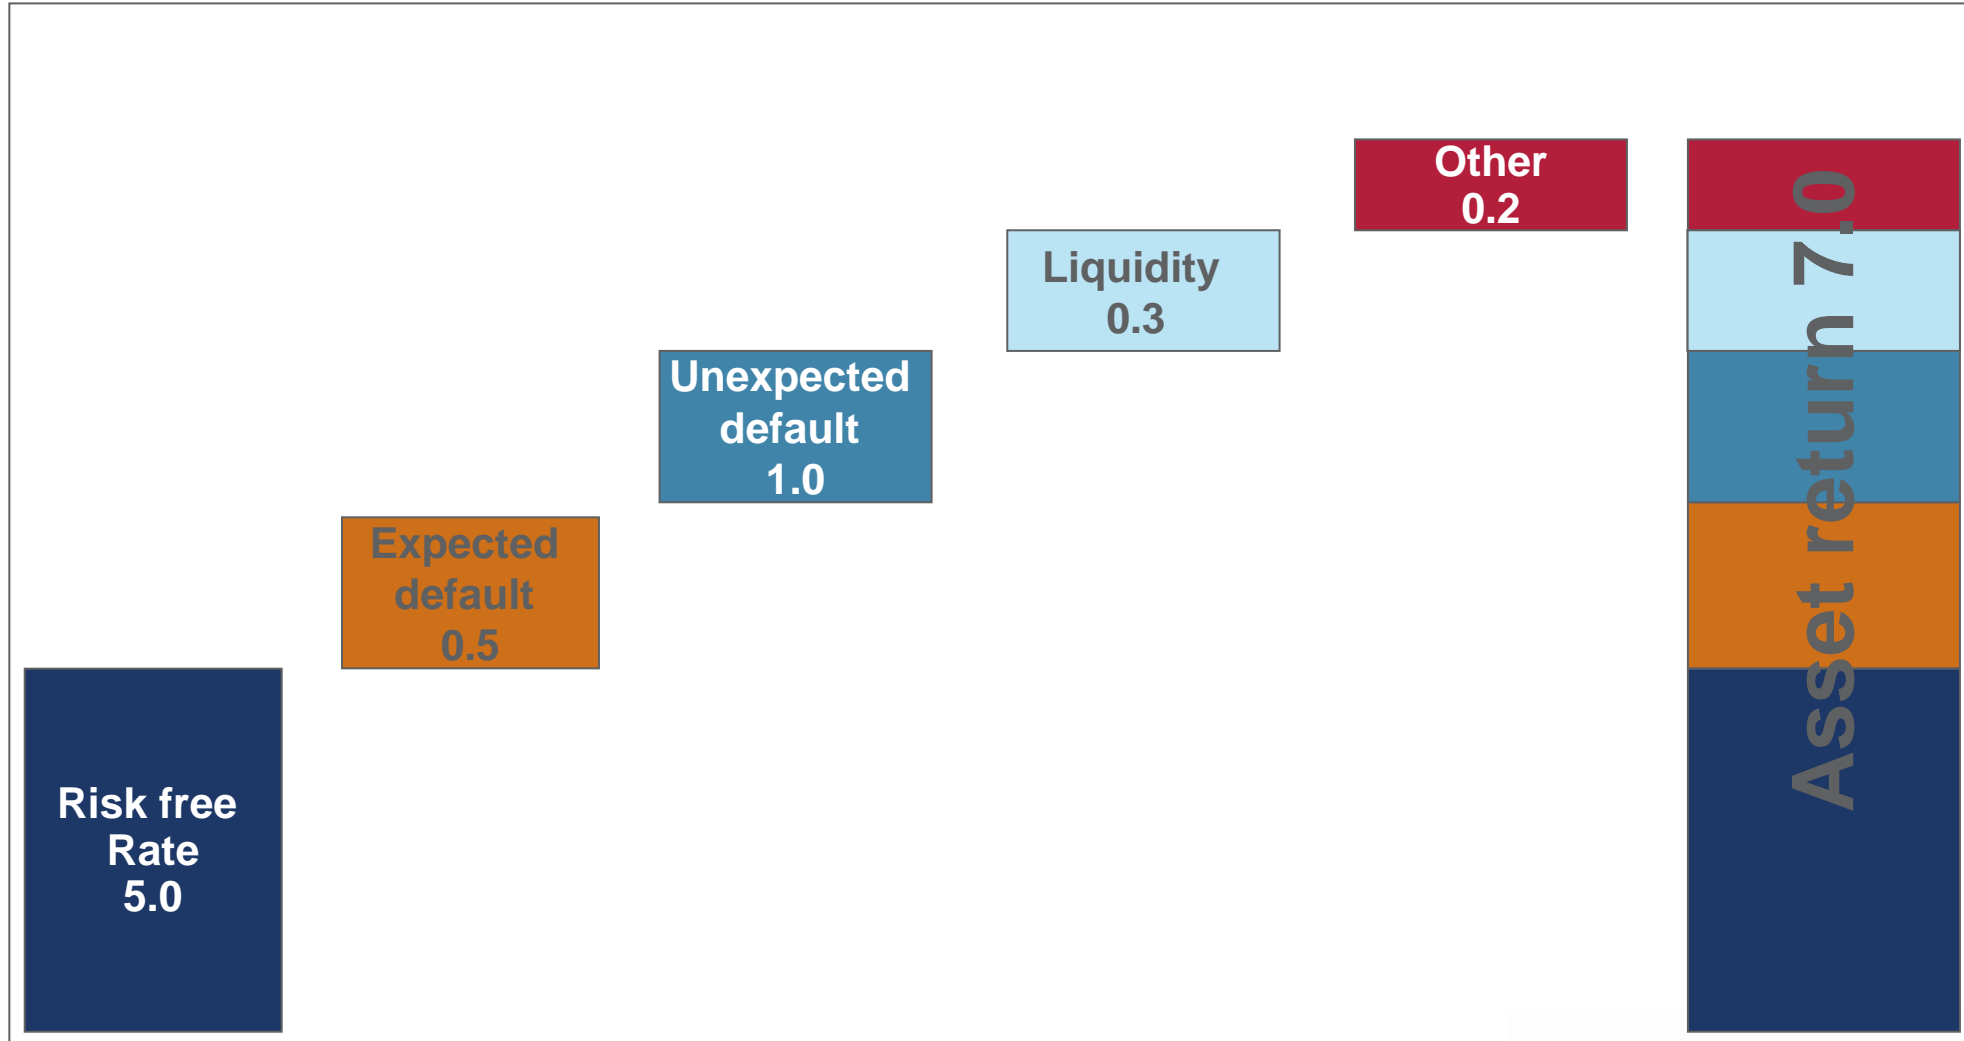 Risk free
Rate
5.0
Expected
default
0.5
Unexpected
default
1.0
Liquidity
0.3
Other
0.2
Asset return 7.0